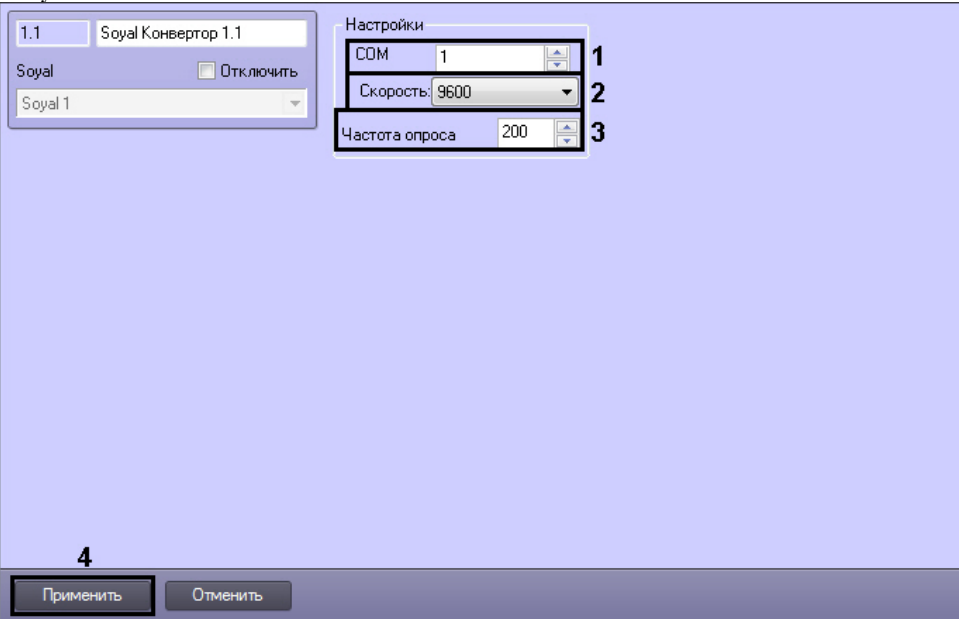 1.1 Soyal Конвертор 1.1
Soyal Отключить
Soyal 1
Настройки
COM 1 1
Скорость: 9600 2
Частота опроса 200 3
4
Применить Отменить